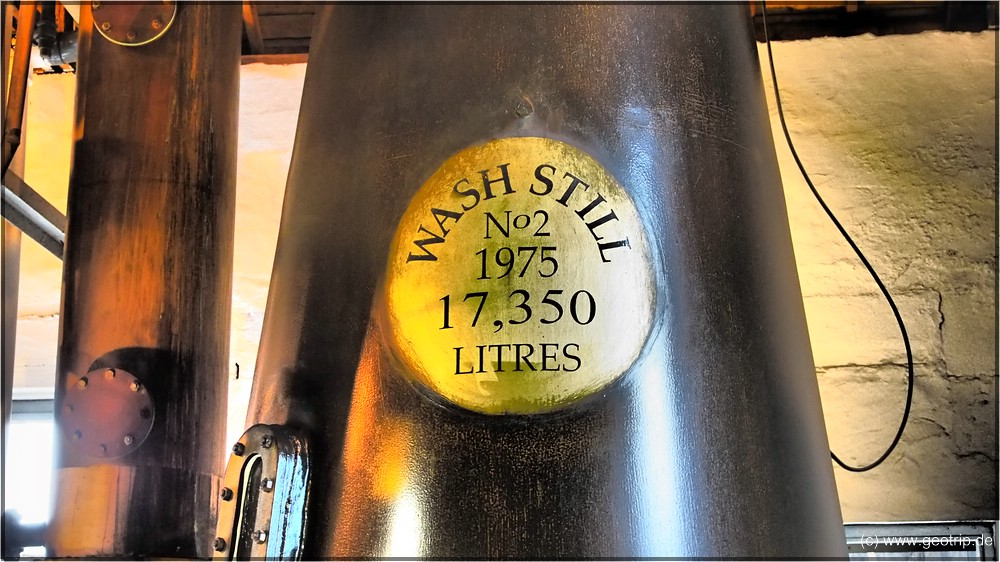 WASH STILL
No2
1975
17,350
LITRES
(c) www.geotrip.de